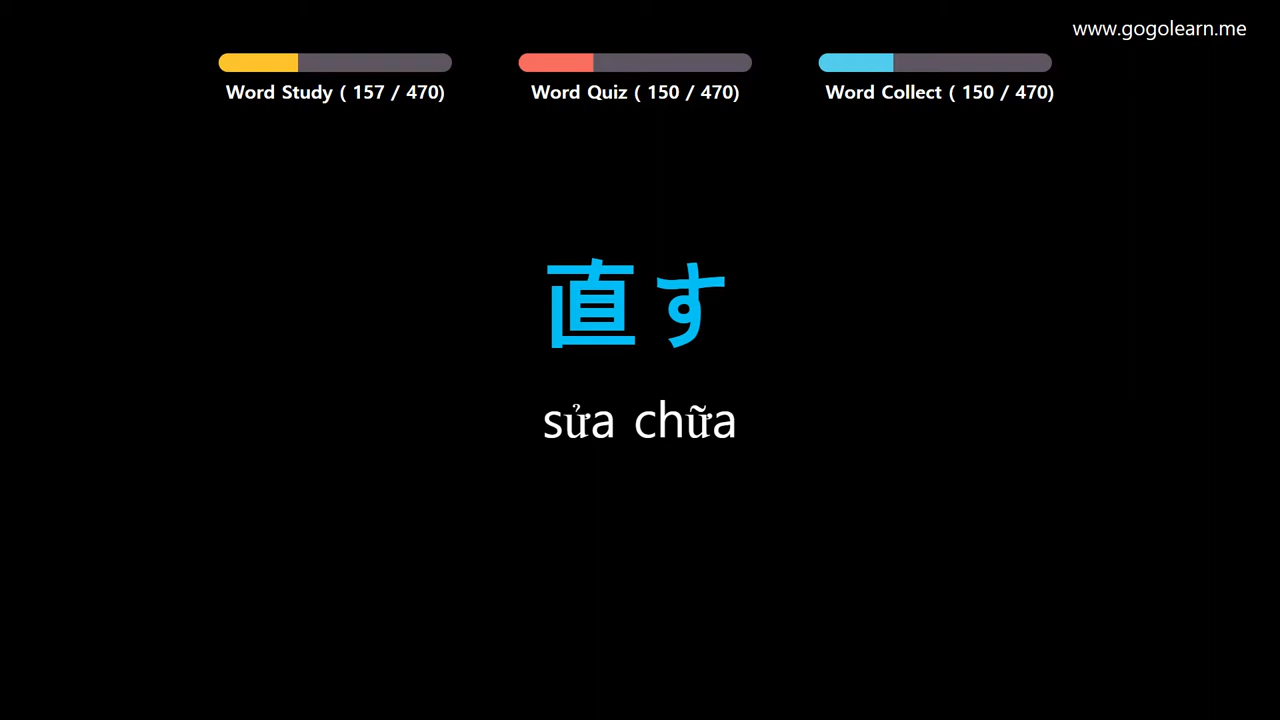 www.gogolearn.me
Word Study ( 157 / 470)
Word Quiz ( 150 / 470)
Word Collect ( 150 / 470)
直す
sửa chữa